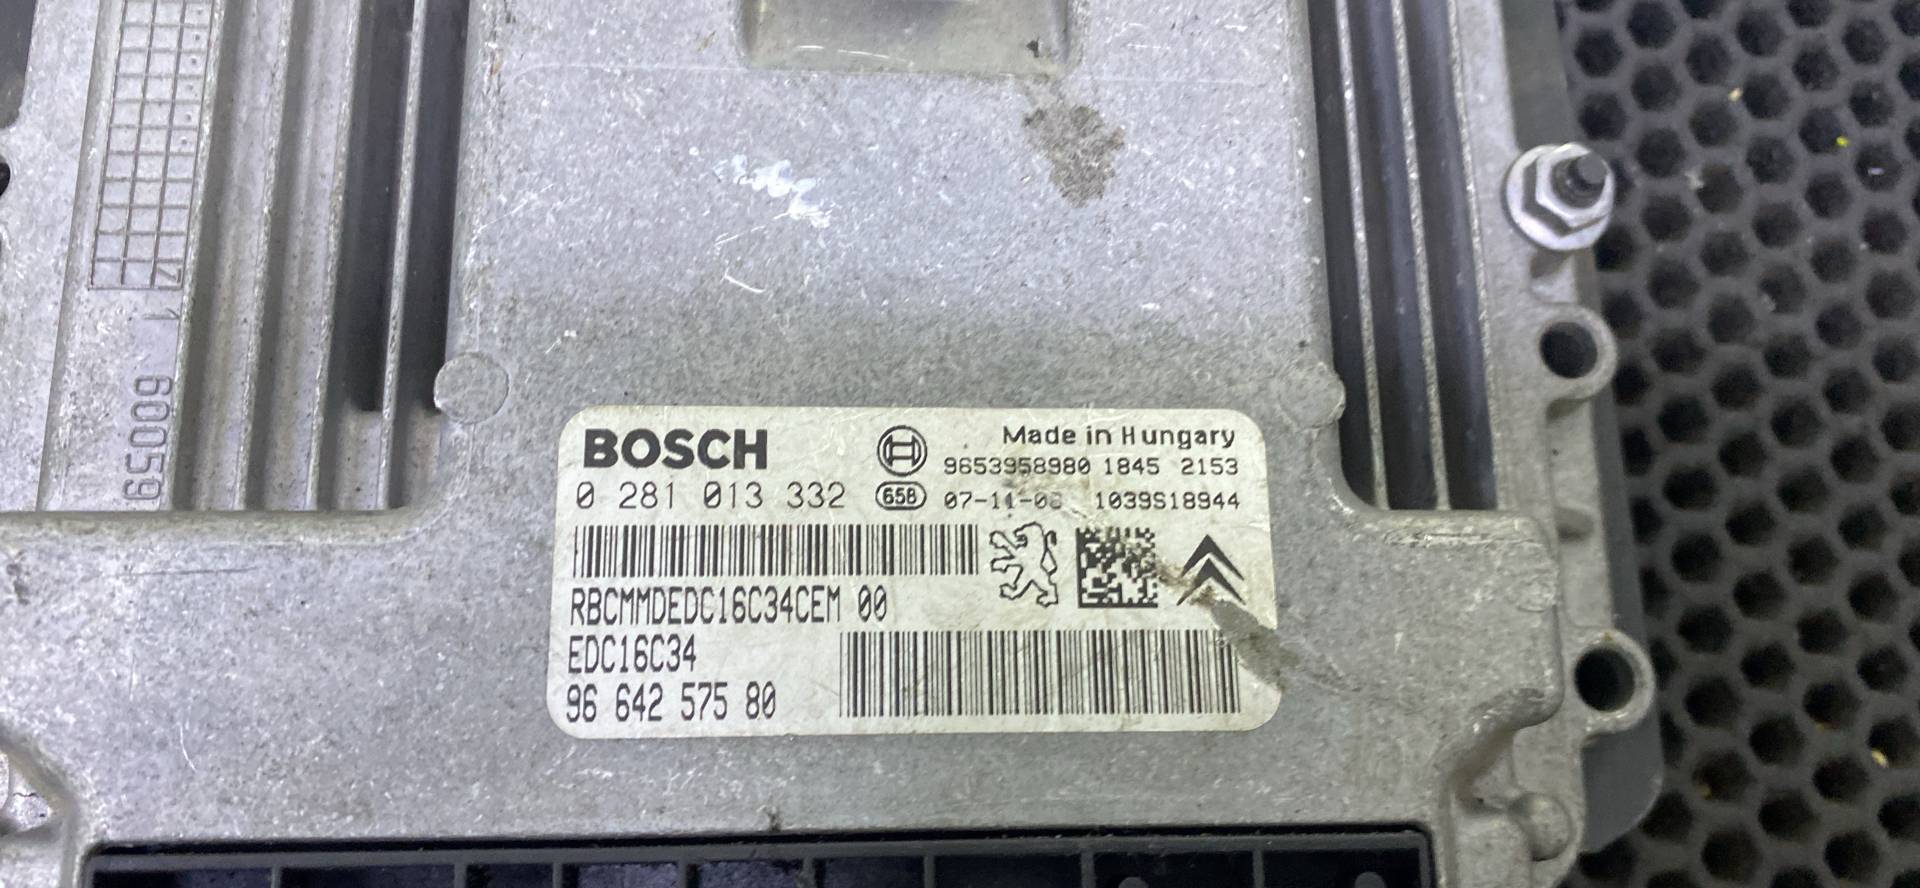 BOSCH
Made in Hungary
9653958980 1845 2153
0 281 013 332
65B
1039S18944
RBCMMDEDC16C34CEM 00
EDC16C34
96 642 575 80
60059